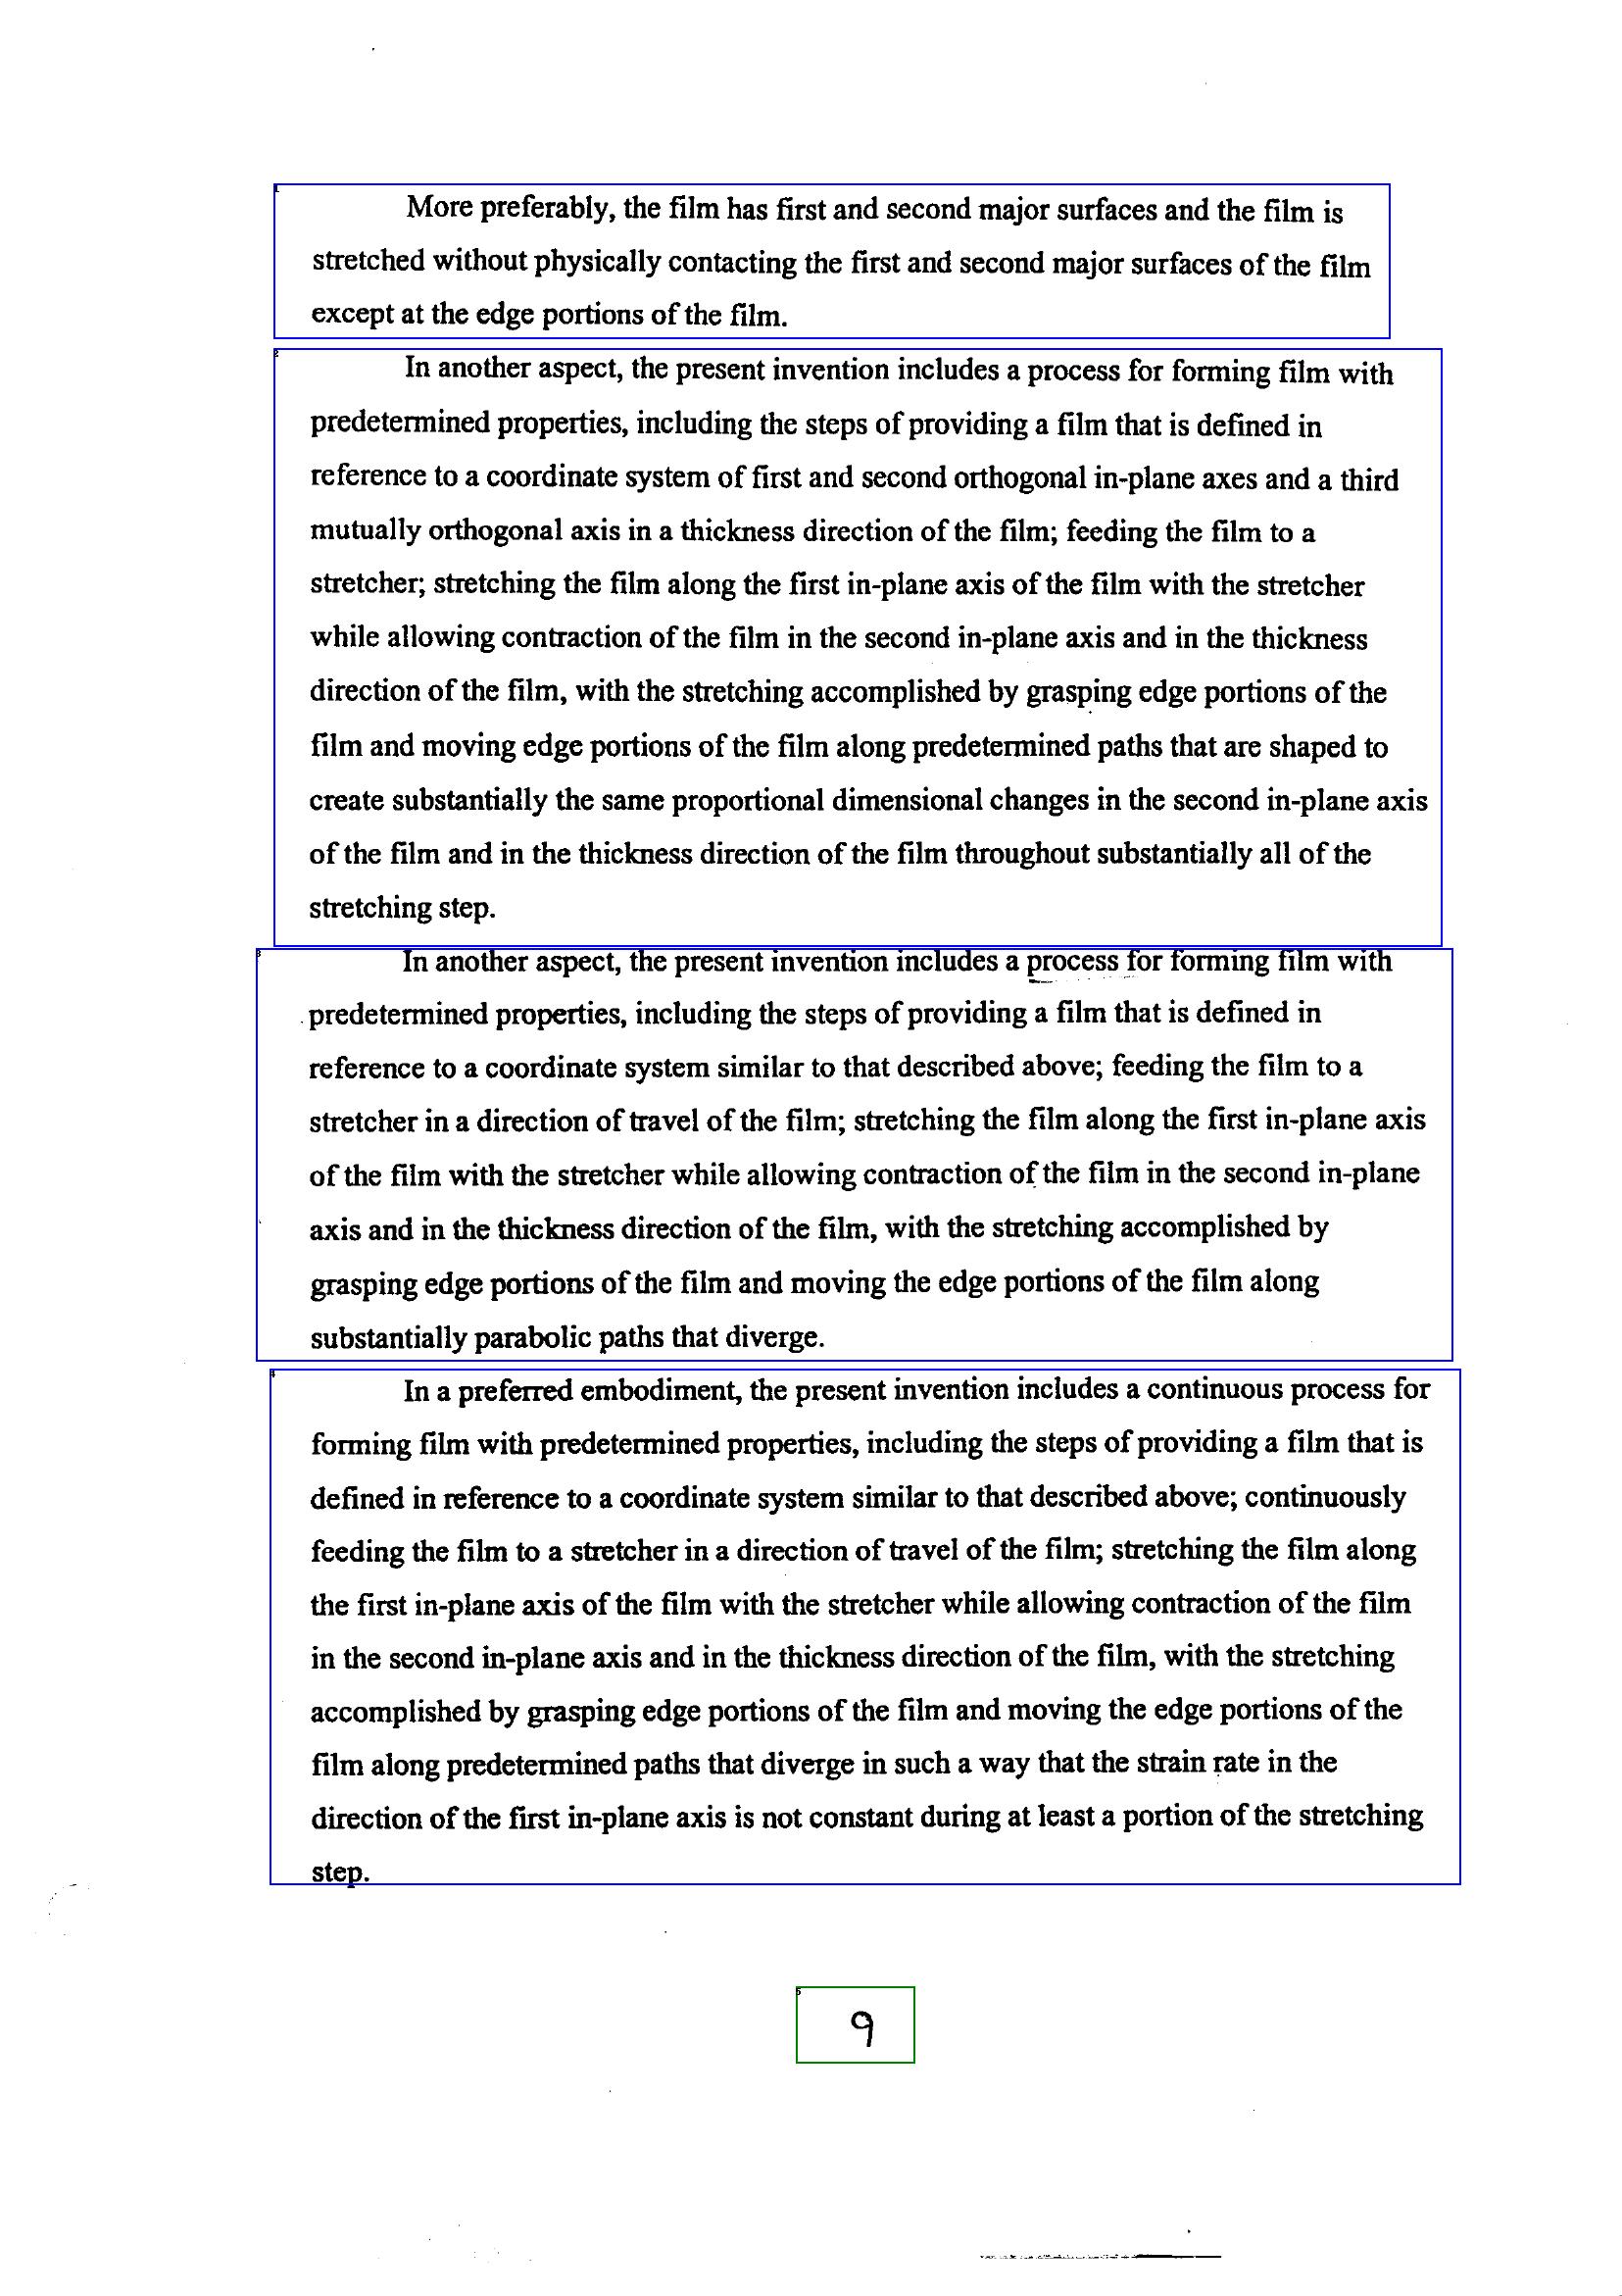 More preferably, the film has first and second major surfaces and the film is
stretched without physically contacting the first and second major surfaces of the film
except at the edge portions of the film.
In another aspect, the present invention includes a process for forming film with
predetermined properties, including the steps of providing a film that is defined in
reference to a coordinate system of first and second orthogonal in-plane axes and a third
mutually orthogonal axis in a thickness direction of the film; feeding the film to a
stretcher; stretching the film along the first in-plane axis of the film with the stretcher
while allowing contraction of the film in the second in-plane axis and in the thickness
direction of the film, with the stretching accomplished by grasping edge portions of the
film and moving edge portions of the film along predetermined paths that are shaped to
create substantially the same proportional dimensional changes in the second in-plane axis
of the film and in the thickness direction of the film throughout substantially all of the
stretching step.
In another aspect, the present invention includes a process for forming film with
predetermined properties, including the steps of providing a film that is defined in
reference to a coordinate system similar to that described above; feeding the film to a
stretcher in a direction of travel of the film; stretching the film along the first in-plane axis
of the film with the stretcher while allowing contraction of the film in the second in-plane
axis and in the thickness direction of the film, with the stretching accomplished by
grasping edge portions of the film and moving the edge portions of the film along
substantially parabolic paths that diverge.
In a preferred embodiment, the present invention includes a continuous process for
forming film with predetermined properties, including the steps of providing a film that is
defined in reference to a coordinate system similar to that described above; continuously
feeding the film to a stretcher in a direction of travel of the film; stretching the film along
the first in-plane axis of the film with the stretcher while allowing contraction of the film
in the second in-plane axis and in the thickness direction of the film, with the stretching
accomplished by grasping edge portions of the film and moving the edge portions of the
film along predetermined paths that diverge in such a way that the strain rate in the
direction of the first in-plane axis is not constant during at least a portion of the stretching
step.
9